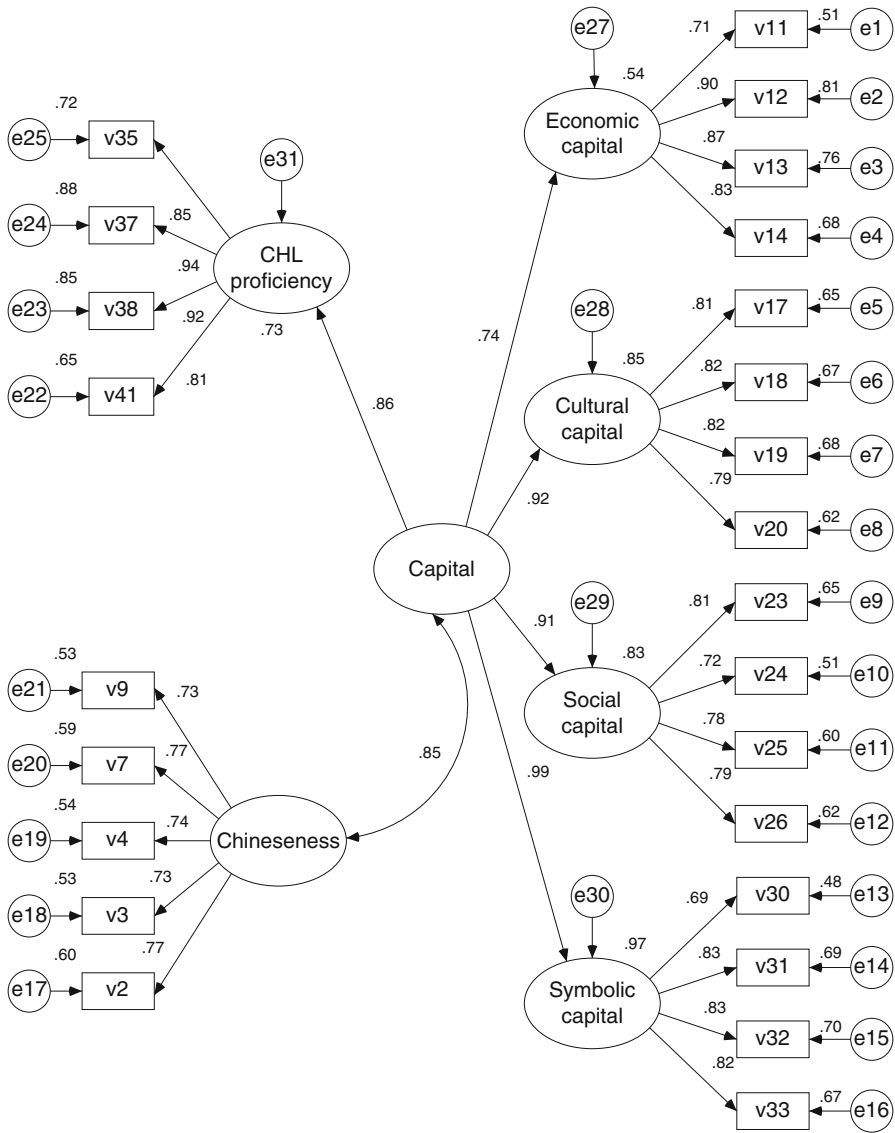 e27
.54
Economic
capital
.71
.90
.87
.83
v11
.51
e1
v12
.81
e2
v13
.76
e3
v14
.68
e4
.72
e25
v35
.88
e24
v37
.85
e23
v38
.65
e22
v41
.85
.94
.92
.81
e31
CHL
proficiency
.73
.86
.74
e28
.85
Cultural
capital
.81
.82
.82
.79
v17
.65
e5
v18
.67
e6
v19
.68
e7
v20
.62
e8
.92
Capital
.91
.99
.85
e29
.83
Social
capital
.81
.72
.78
.79
v23
.65
e9
v24
.51
e10
v25
.60
e11
v26
.62
e12
.53
e21
v9
.59
e20
v7
.54
e19
v4
.53
e18
v3
.60
e17
v2
.73
.77
.74
.73
.77
Chineseness
e30
.97
Symbolic
capital
.69
.83
.83
.82
v30
.48
e13
v31
.69
e14
v32
.70
e15
v33
.67
e16